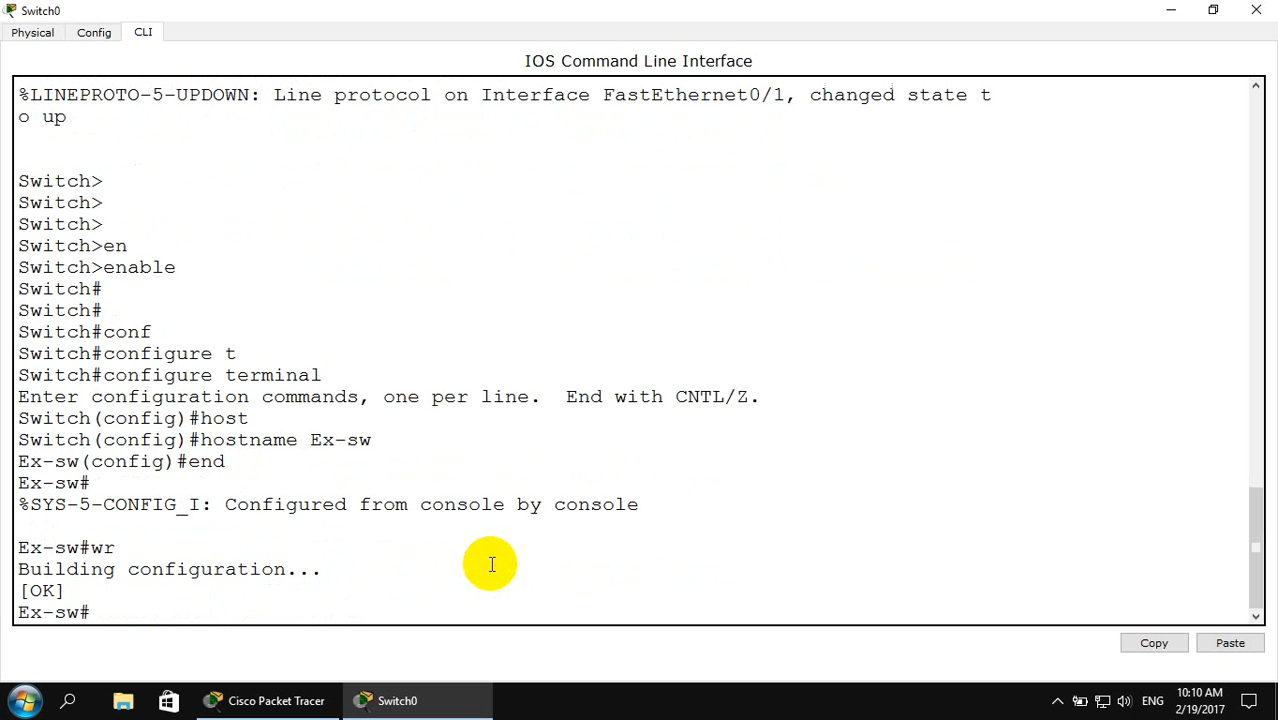 Switch0
Physical Config CLI
IOS Command Line Interface
%LINEPROTO-5-UPDOWN: Line protocol on Interface FastEthernet0/1, changed state t
o up
Switch>
Switch>
Switch>
Switch>en
Switch>enable
Switch#
Switch#
Switch#conf
Switch#configure t
Switch#configure terminal
Enter configuration commands, one per line.  End with CNTL/Z.
Switch(config)#host
Switch(config)#hostname Ex-sw
Ex-sw(config)#end
Ex-sw#
%SYS-5-CONFIG_I: Configured from console by console
Ex-sw#wr
Building configuration...
[OK]
Ex-sw#
Copy Paste
Cisco Packet Tracer Switch0 ENG 10:10 AM
2/19/2017